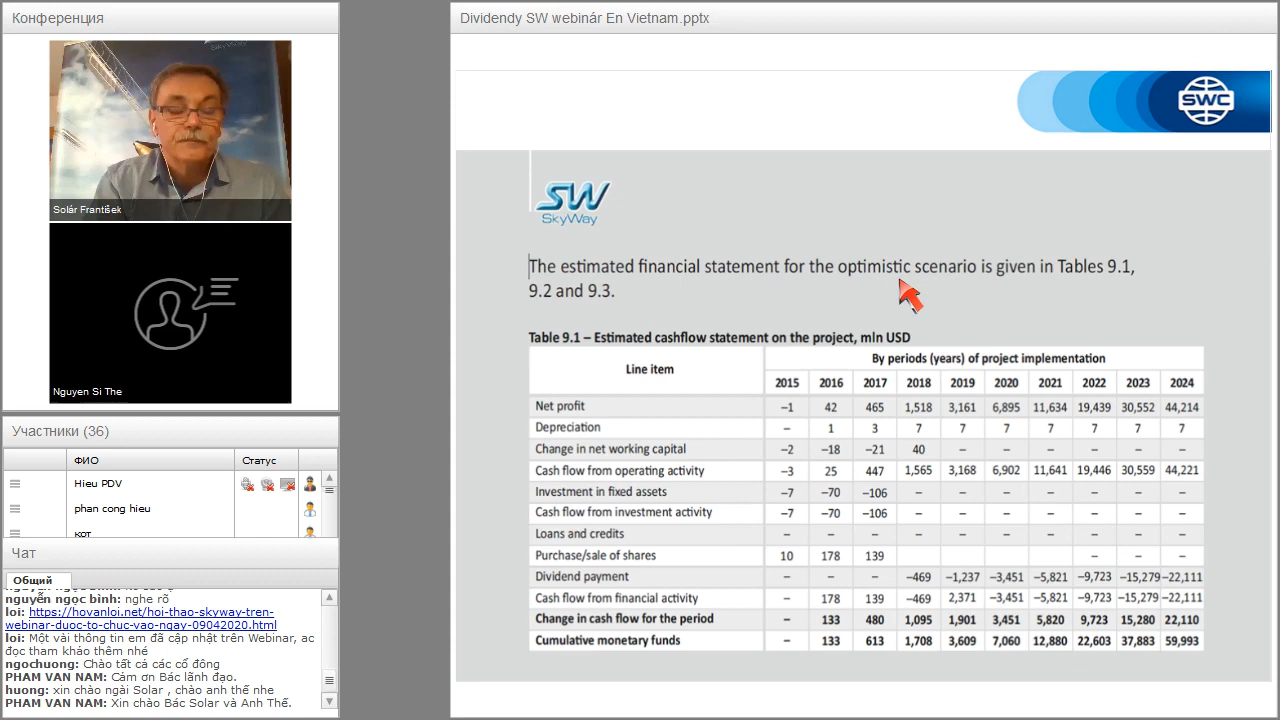 Конференция
SKYWAY
Solár František
Nguyen Si The
Участники (36)
ФИО Статус
Hieu PDV
phan cong hieu
кот
Чат
Общий
nguyễn ngọc bình: nghe rõ
loi: https://hovanloi.net/hoi-thao-skyway-tren-
webinar-duoc-to-chuc-vao-ngay-09042020.html
loi: Một vài thông tin em đã cập nhật trên Webinar, ac
đọc tham khảo thêm nhé
ngochuong: Chào tất cả các cổ đông
PHAM VAN NAM: Cảm ơn Bác lãnh đạo.
huong: xin chào ngài Solar , chào anh thế nhe
PHAM VAN NAM: Xin chào Bác Solar và Anh Thế.
Dividendy SW webinár En Vietnam.pptx
SWC
SW
SkyWay
The estimated financial statement for the optimistic scenario is given in Tables 9.1,
9.2 and 9.3.
Table 9.1 – Estimated cashflow statement on the project, mln USD
Line item By periods (years) of project implementation
2015 2016 2017 2018 2019 2020 2021 2022 2023 2024
Net profit –1 42 465 1,518 3,161 6,895 11,634 19,439 30,552 44,214
Depreciation – 1 3 7 7 7 7 7 7 7
Change in net working capital –2 –18 –21 40 – – – – – –
Cash flow from operating activity –3 25 447 1,565 3,168 6,902 11,641 19,446 30,559 44,221
Investment in fixed assets –7 –70 –106 – – – – – – –
Cash flow from investment activity –7 –70 –106 – – – – – – –
Loans and credits – – – – – – – – – –
Purchase/sale of shares 10 178 139 – – –
Dividend payment – – – –469 –1,237 –3,451 –5,821 –9,723 –15,279 –22,111
Cash flow from financial activity – 178 139 –469 2,371 –3,451 –5,821 –9,723 –15,279 –22,111
Change in cash flow for the period – 133 480 1,095 1,901 3,451 5,820 9,723 15,280 22,110
Cumulative monetary funds – 133 613 1,708 3,609 7,060 12,880 22,603 37,883 59,993